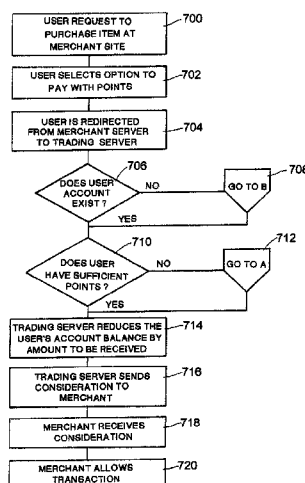 USER REQUEST TO
PURCHASE ITEM AT
MERCHANT SITE
700
USER SELECTS OPTION TO
PAY WITH POINTS
702
USER IS REDIRECTED
FROM MERCHANT SERVER
TO TRADING SERVER
704
706
DOES USER
ACCOUNT
EXIST ?
NO
708
GO TO B
YES
710
DOES USER
HAVE SUFFICIENT
POINTS ?
NO
712
GO TO A
YES
TRADING SERVER REDUCES THE
USER'S ACCOUNT BALANCE BY
AMOUNT TO BE RECEIVED
714
TRADING SERVER SENDS
CONSIDERATION TO
MERCHANT
716
MERCHANT RECEIVES
CONSIDERATION
718
MERCHANT ALLOWS
TRANSACTION
720